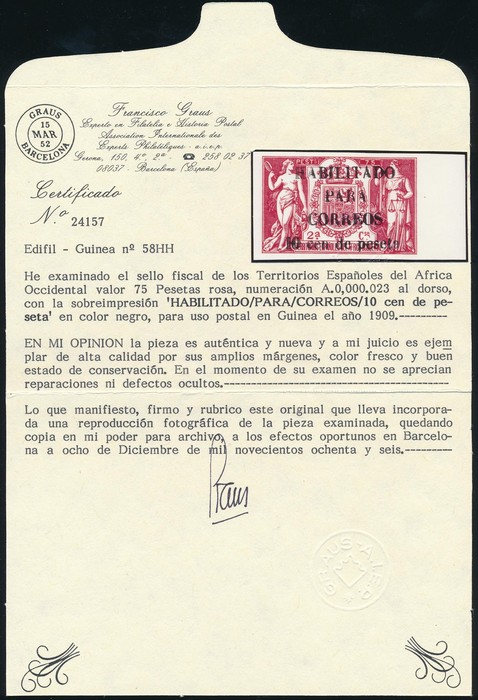 GRAUS
15
MAR
52
BARCELONA
Francisco Graus
Experto en Filatelia e Historia Postal
Association Internationale des
Experts Philatéliques - a.i.e.p.
Gerona, 150, 4º, 2ª - ☎ 258 02 37
08037 - Barcelona (España)
Certificado
N.º 24157
HABILITADO
PARA
CORREOS
10 cen de peseta
2ª
Edifil - Guinea nº 58HH
He examinado el sello fiscal de los Territorios Españoles del Africa
Occidental valor 75 Pesetas rosa, numeración A.0,000.023 al dorso,
con la sobreimpresión 'HABILITADO/PARA/CORREOS/10 cen de pe-
seta' en color negro, para uso postal en Guinea el año 1909.----------
EN MI OPINION la pieza es auténtica y nueva y a mi juicio es ejem
plar de alta calidad por sus amplios márgenes, color fresco y buen
estado de conservación. En el momento de su examen no se aprecian
reparaciones ni defectos ocultos.-------------------------------------------
Lo que manifiesto, firmo y rubrico este original que lleva incorpora-
da una reproducción fotográfica de la pieza examinada, quedando
copia en mi poder para archivo, a los efectos oportunos en Barcelo-
na a ocho de Diciembre de mil novecientos ochenta y seis.---------
Graus
GRAUS-A.I.E.P.